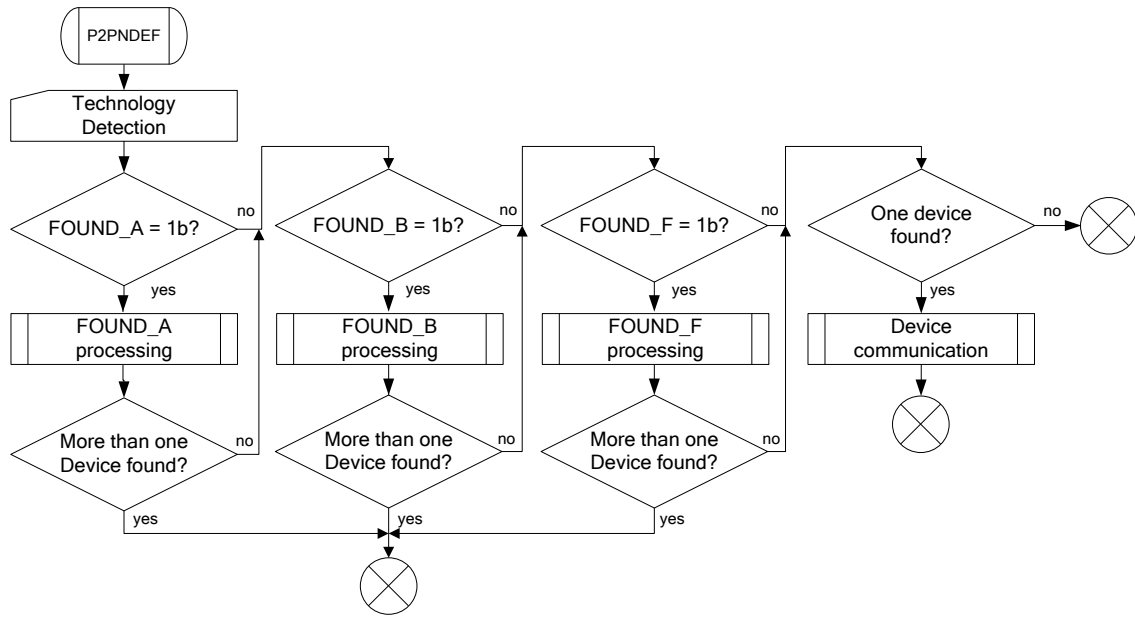 P2PNDEF
Technology
Detection
FOUND_A = 1b?
no
yes
FOUND_A
processing
More than one
Device found?
no
yes
FOUND_B = 1b?
no
yes
FOUND_B
processing
More than one
Device found?
no
yes
FOUND_F = 1b?
no
yes
FOUND_F
processing
More than one
Device found?
no
yes
One device
found?
no
yes
Device
communication